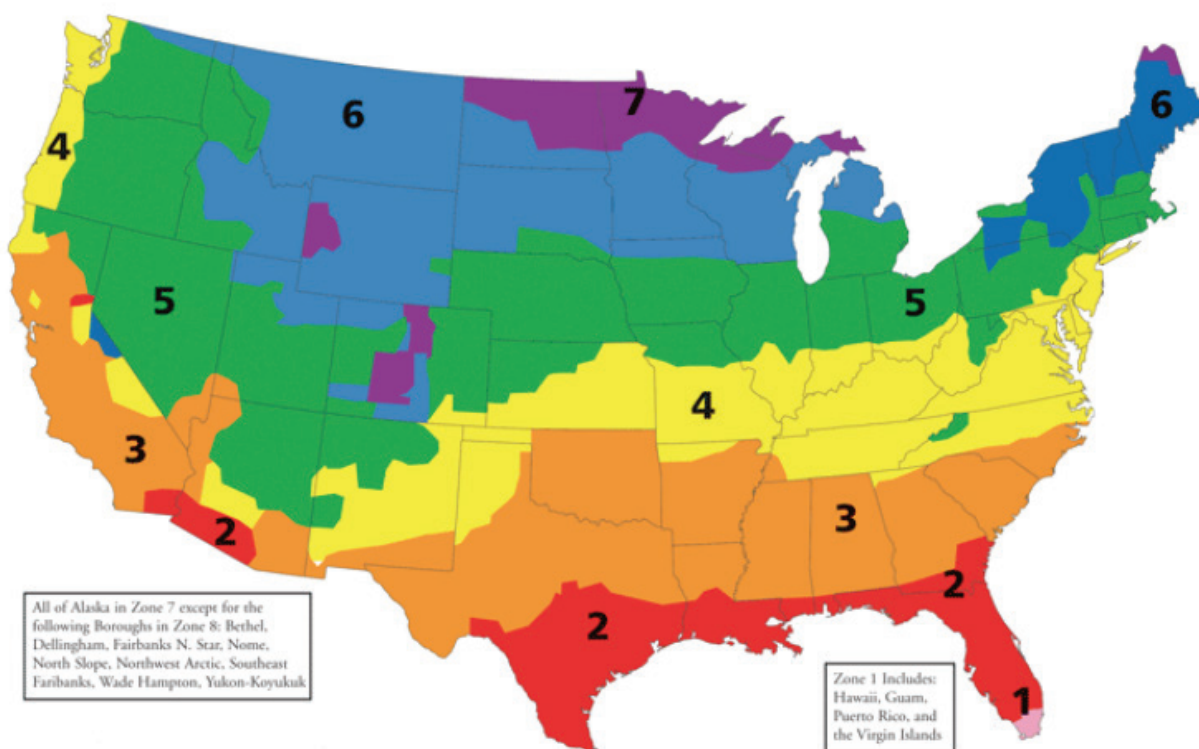 6
7
6
4
5
5
4
3
3
2
2
2
1
All of Alaska in Zone 7 except for the
following Boroughs in Zone 8: Bethel,
Dellingham, Fairbanks N. Star, Nome,
North Slope, Northwest Arctic, Southeast
Faribanks, Wade Hampton, Yukon-Koyukuk
Zone 1 Includes:
Hawaii, Guam,
Puerto Rico, and
the Virgin Islands